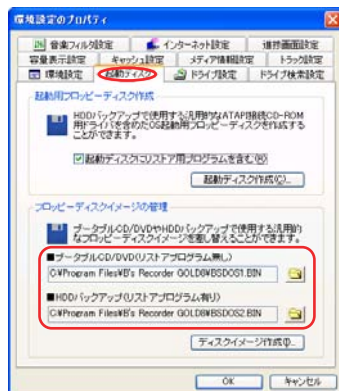 環境設定のプロパティ
音楽フィルタ設定 インターネット設定 進捗画面設定
容量表示設定 キャッシュ設定 メディア情報設定 トラック設定
環境設定 起動ディスク ドライブ設定 ドライブ検索設定
起動用フロッピーディスク作成
HDDバックアップで使用する汎用的なATAPI接続CD-ROM
用ドライバを含めたOS起動用フロッピーディスクを作成する
ことができます。
起動ディスクにリストア用プログラムを含む(R)
起動ディスク作成(C)...
フロッピーディスクイメージの管理
ブータブルCD/DVDやHDDバックアップで使用する汎用的
なフロッピーディスクイメージを差し替えることができます。
■ブータブルCD/DVD(リストアプログラム無し)
C:¥Program Files¥B's Recorder GOLD8¥BSDOS1.BIN
■HDDバックアップ(リストアプログラム有り)
C:¥Program Files¥B's Recorder GOLD8¥BSDOS2.BIN
ディスクイメージ作成(I)...
OK キャンセル